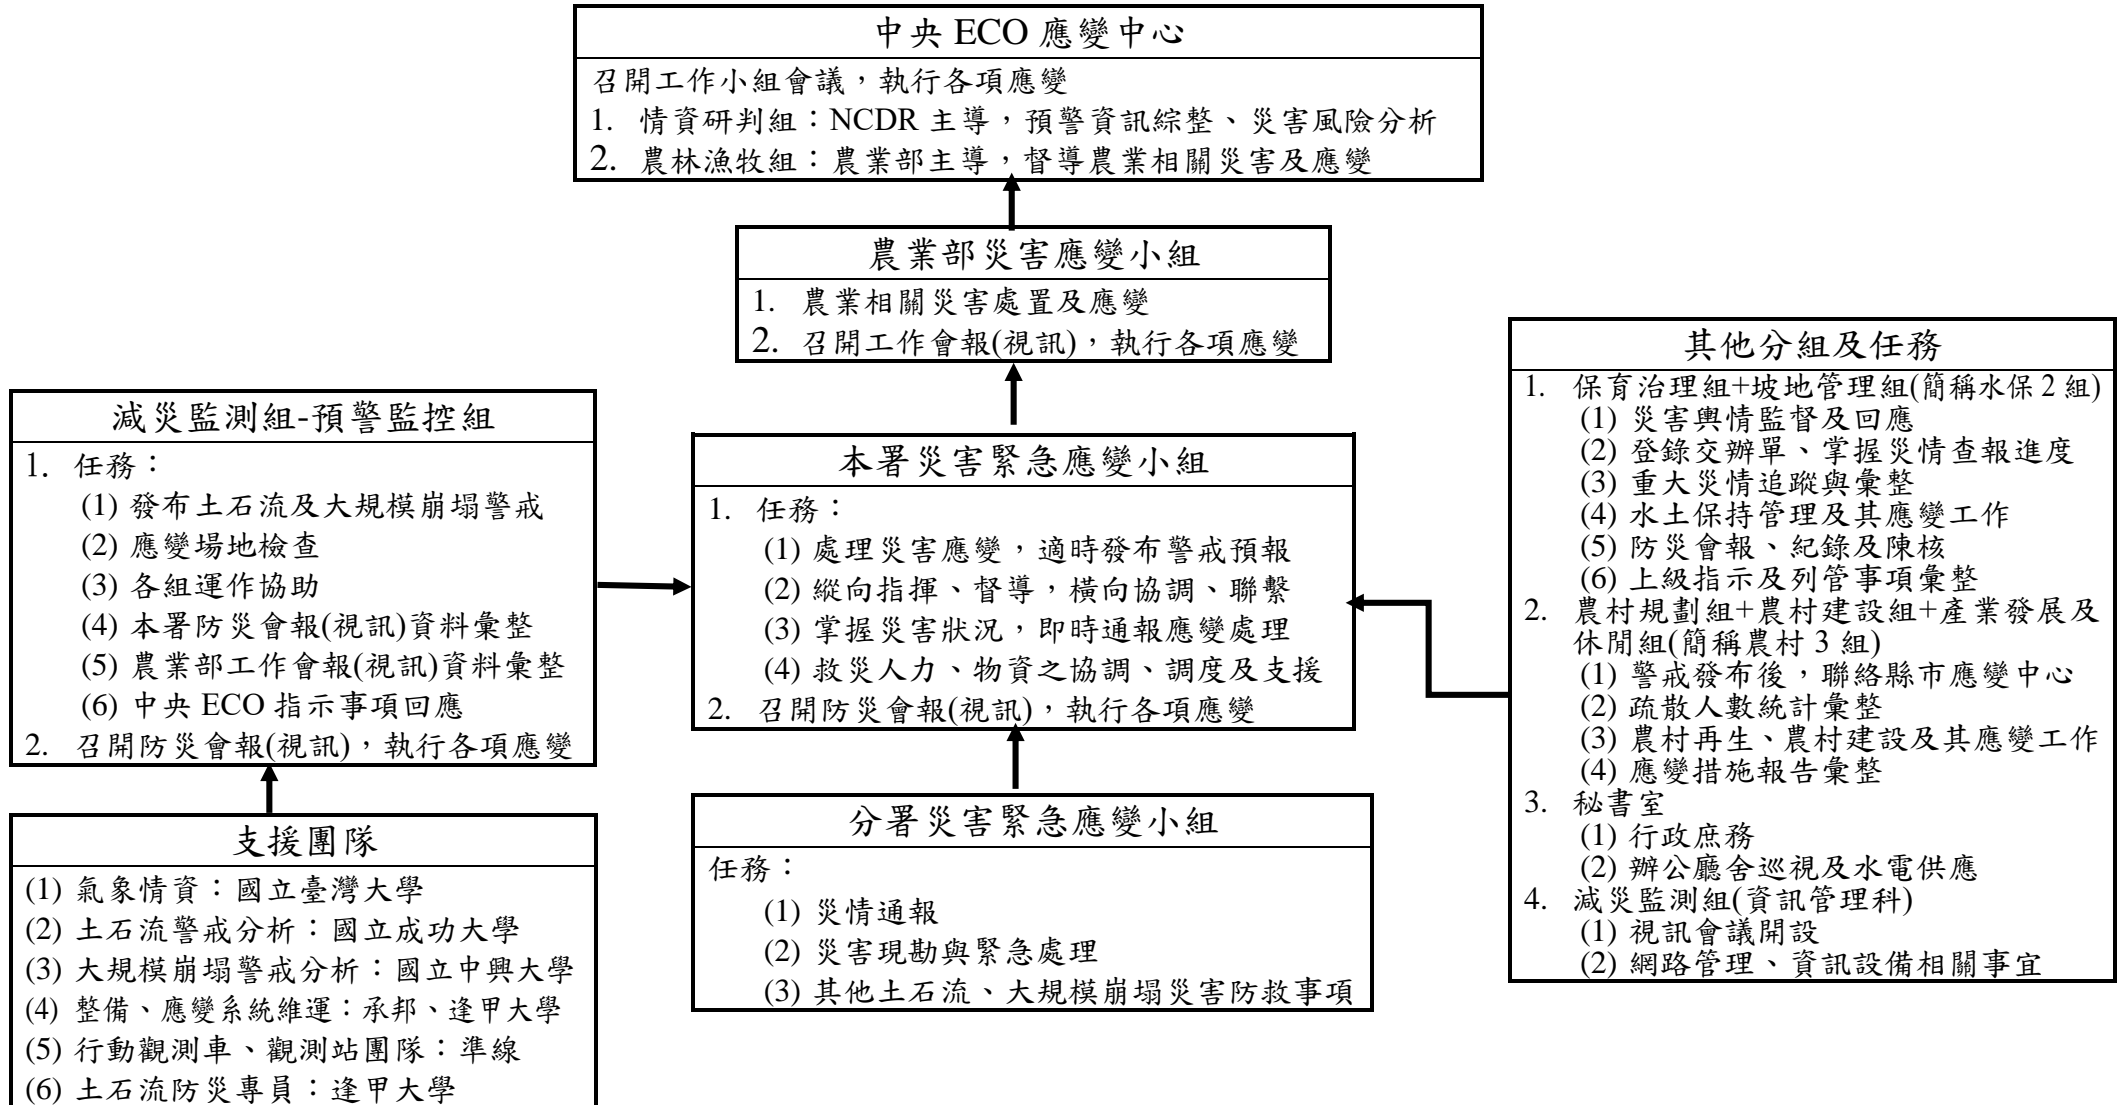 中央 ECO 應變中心
召開工作小組會議，執行各項應變
1. 情資研判組：NCDR 主導，預警資訊綜整、災害風險分析
2. 農林漁牧組：農業部主導，督導農業相關災害及應變
農業部災害應變小組
1. 農業相關災害處置及應變
2. 召開工作會報(視訊)，執行各項應變
減災監測組-預警監控組
1. 任務：
(1) 發布土石流及大規模崩塌警戒
(2) 應變場地檢查
(3) 各組運作協助
(4) 本署防災會報(視訊)資料彙整
(5) 農業部工作會報(視訊)資料彙整
(6) 中央 ECO 指示事項回應
2. 召開防災會報(視訊)，執行各項應變
支援團隊
(1) 氣象情資：國立臺灣大學
(2) 土石流警戒分析：國立成功大學
(3) 大規模崩塌警戒分析：國立中興大學
(4) 整備、應變系統維運：承邦、逢甲大學
(5) 行動觀測車、觀測站團隊：準線
(6) 土石流防災專員：逢甲大學
本署災害緊急應變小組
1. 任務：
(1) 處理災害應變，適時發布警戒預報
(2) 縱向指揮、督導，橫向協調、聯繫
(3) 掌握災害狀況，即時通報應變處理
(4) 救災人力、物資之協調、調度及支援
2. 召開防災會報(視訊)，執行各項應變
分署災害緊急應變小組
任務：
(1) 災情通報
(2) 災害現勘與緊急處理
(3) 其他土石流、大規模崩塌災害防救事項
其他分組及任務
1. 保育治理組+坡地管理組(簡稱水保 2 組)
(1) 災害輿情監督及回應
(2) 登錄交辦單、掌握災情查報進度
(3) 重大災情追蹤與彙整
(4) 水土保持管理及其應變工作
(5) 防災會報、紀錄及陳核
(6) 上級指示及列管事項彙整
2. 農村規劃組+農村建設組+產業發展及
休閒組(簡稱農村 3 組)
(1) 警戒發布後，聯絡縣市應變中心
(2) 疏散人數統計彙整
(3) 農村再生、農村建設及其應變工作
(4) 應變措施報告彙整
3. 秘書室
(1) 行政庶務
(2) 辦公廳舍巡視及水電供應
4. 減災監測組(資訊管理科)
(1) 視訊會議開設
(2) 網路管理、資訊設備相關事宜